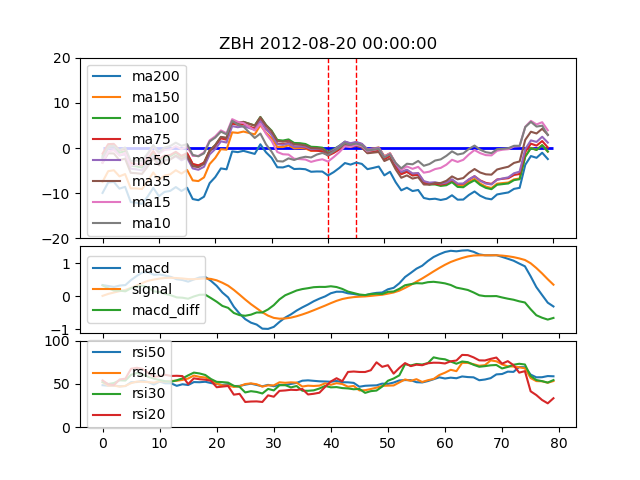 ZBH 2012-08-20 00:00:00
20
10
0
−10
−20
ma200
ma150
ma100
ma75
ma50
ma35
ma15
ma10
1
0
−1
macd
signal
macd_diff
100
50
0
rsi50
rsi40
rsi30
rsi20
0 10 20 30 40 50 60 70 80